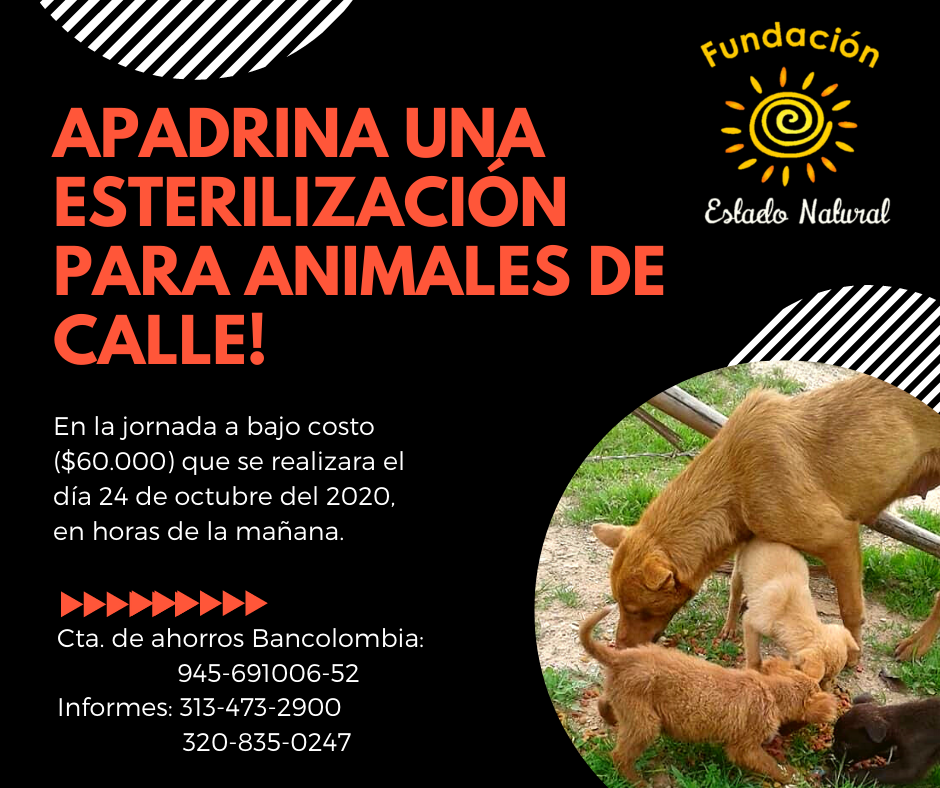 Fundación
Estado Natural
APADRINA UNA
ESTERILIZACIÓN
PARA ANIMALES DE
CALLE!
En la jornada a bajo costo
($60.000) que se realizara el
día 24 de octubre del 2020,
en horas de la mañana.
Cta. de ahorros Bancolombia:
945-691006-52
Informes: 313-473-2900
320-835-0247